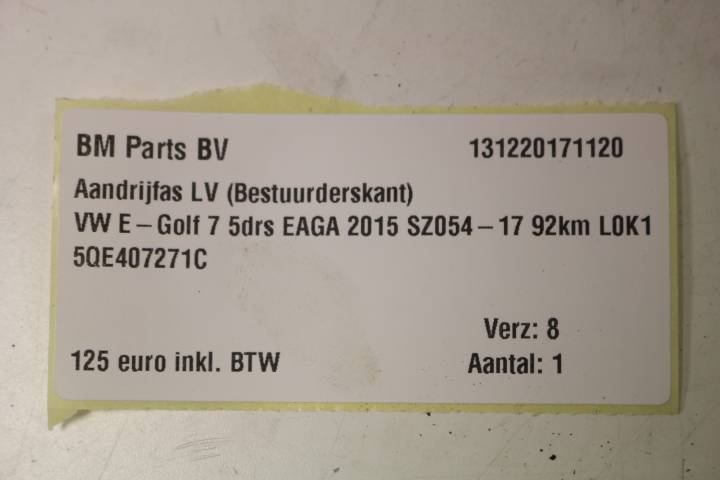 BM Parts BV 131220171120
Aandrijfas LV (Bestuurderskant)
VW E-Golf 7 5drs EAGA 2015 SZ054-17 92km L0K1
5QE407271C
Verz: 8
125 euro inkl. BTW Aantal: 1